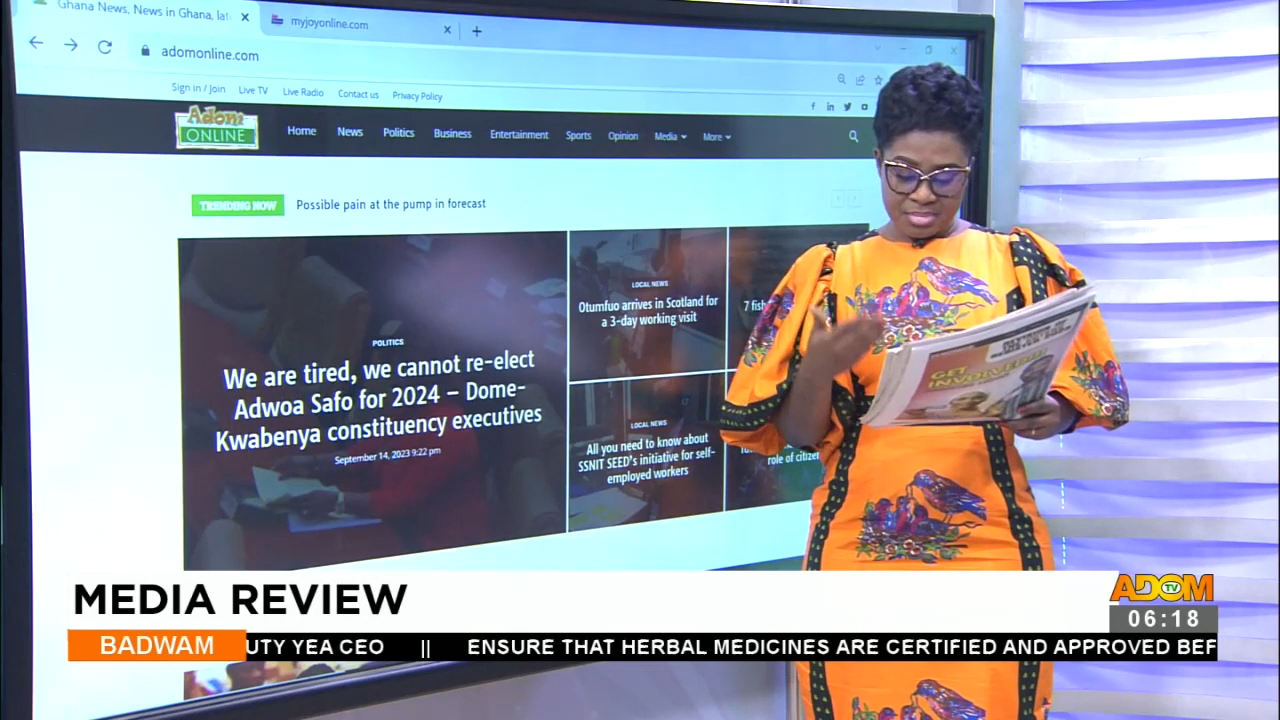 Ghana News, News in Ghana, lat
myjoyonline.com
adomonline.com
Sign in / Join Live TV Live Radio Contact us Privacy Policy
Adom
ONLINE
Home News Politics Business Entertainment Sports Opinion Media More
TRENDING NOW Possible pain at the pump in forecast
POLITICS
We are tired, we cannot re-elect
Adwoa Safo for 2024 – Dome-
Kwabenya constituency executives
September 14, 2023 9:22 pm
LOCAL NEWS
Otumfuo arrives in Scotland for
a 3-day working visit
7 fish
LOCAL NEWS
All you need to know about
SSNIT SEED's initiative for self-
employed workers
role of citize
GET
INVOLVED
MEDIA REVIEW
ADOM
TV
06:18
BADWAM
UTY YEA CEO || ENSURE THAT HERBAL MEDICINES ARE CERTIFIED AND APPROVED BEF